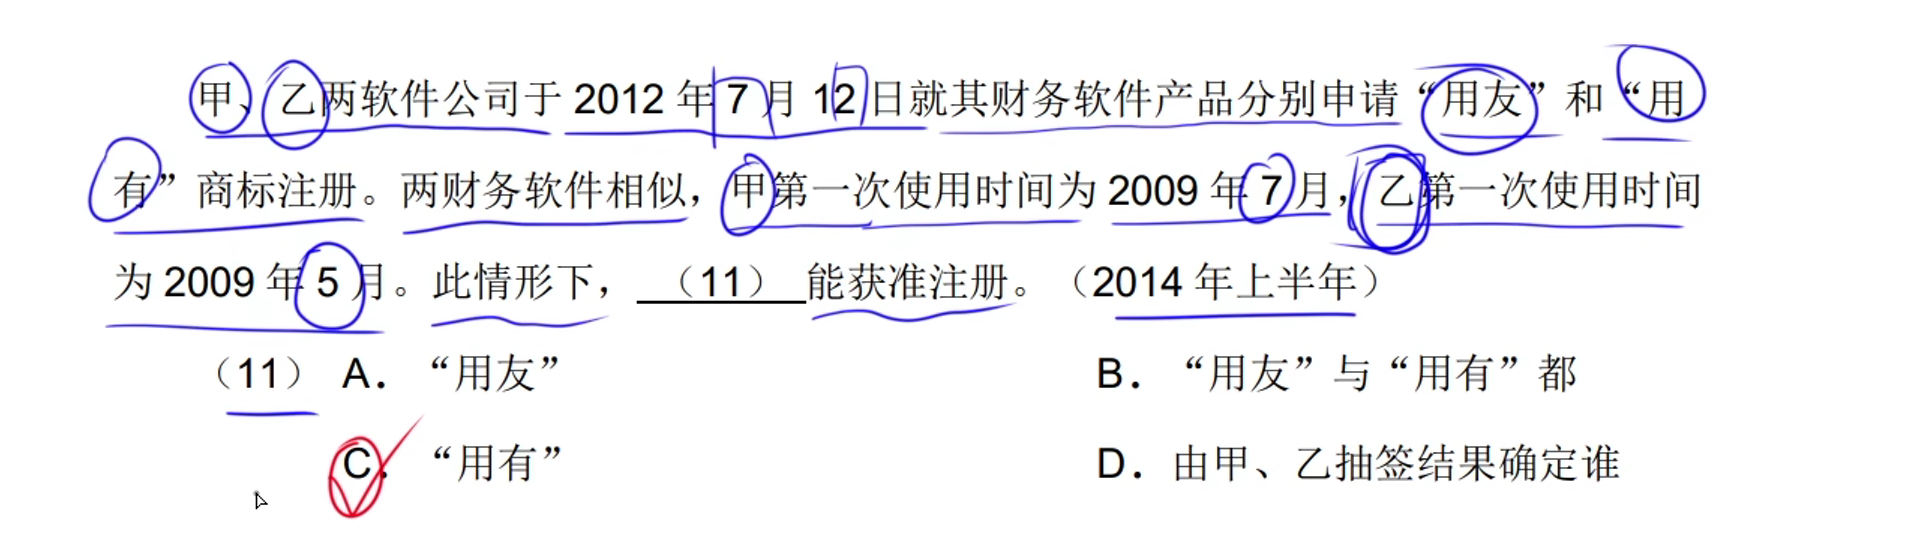 甲、乙两软件公司于 2012 年 7 月 12 日就其财务软件产品分别申请“用友”和“用
有”商标注册。两财务软件相似，甲第一次使用时间为 2009 年 7 月，乙第一次使用时间
为 2009 年 5 月。此情形下，（11）能获准注册。（2014 年上半年）
（11） A．“用友” B．“用友”与“用有”都
C．“用有” D．由甲、乙抽签结果确定谁